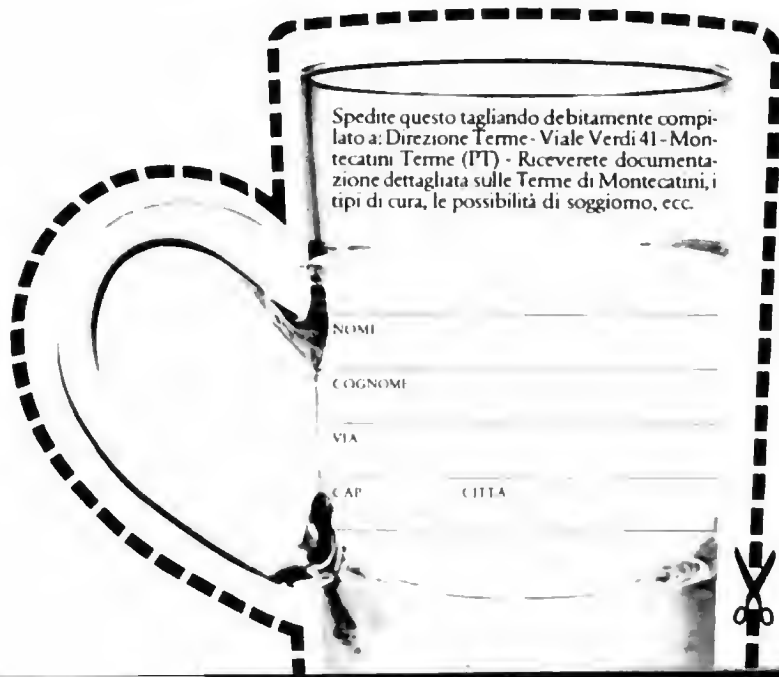 Spedite questo tagliando debitamente compi-
lato a: Direzione Terme - Viale Verdi 41 - Mon-
tecatini Terme (PT) - Riceverete documenta-
zione dettagliata sulle Terme di Montecatini, i
tipi di cura, le possibilità di soggiorno, ecc.
NOME
COGNOME
VIA
CAP CITTÀ